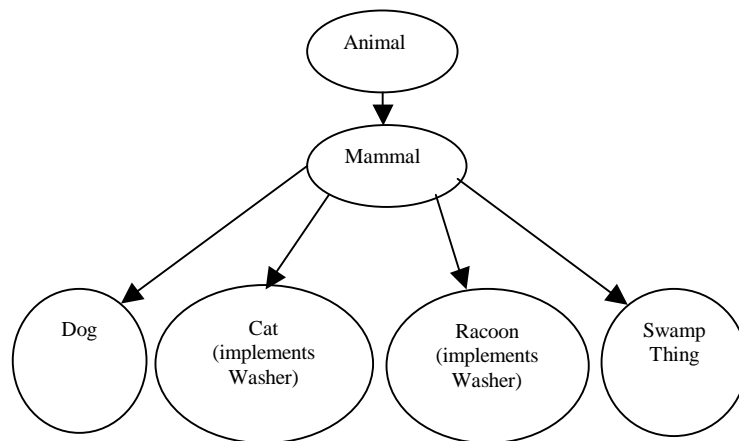 Animal
Mammal
Dog
Cat
(implements
Washer)
Racoon
(implements
Washer)
Swamp
Thing